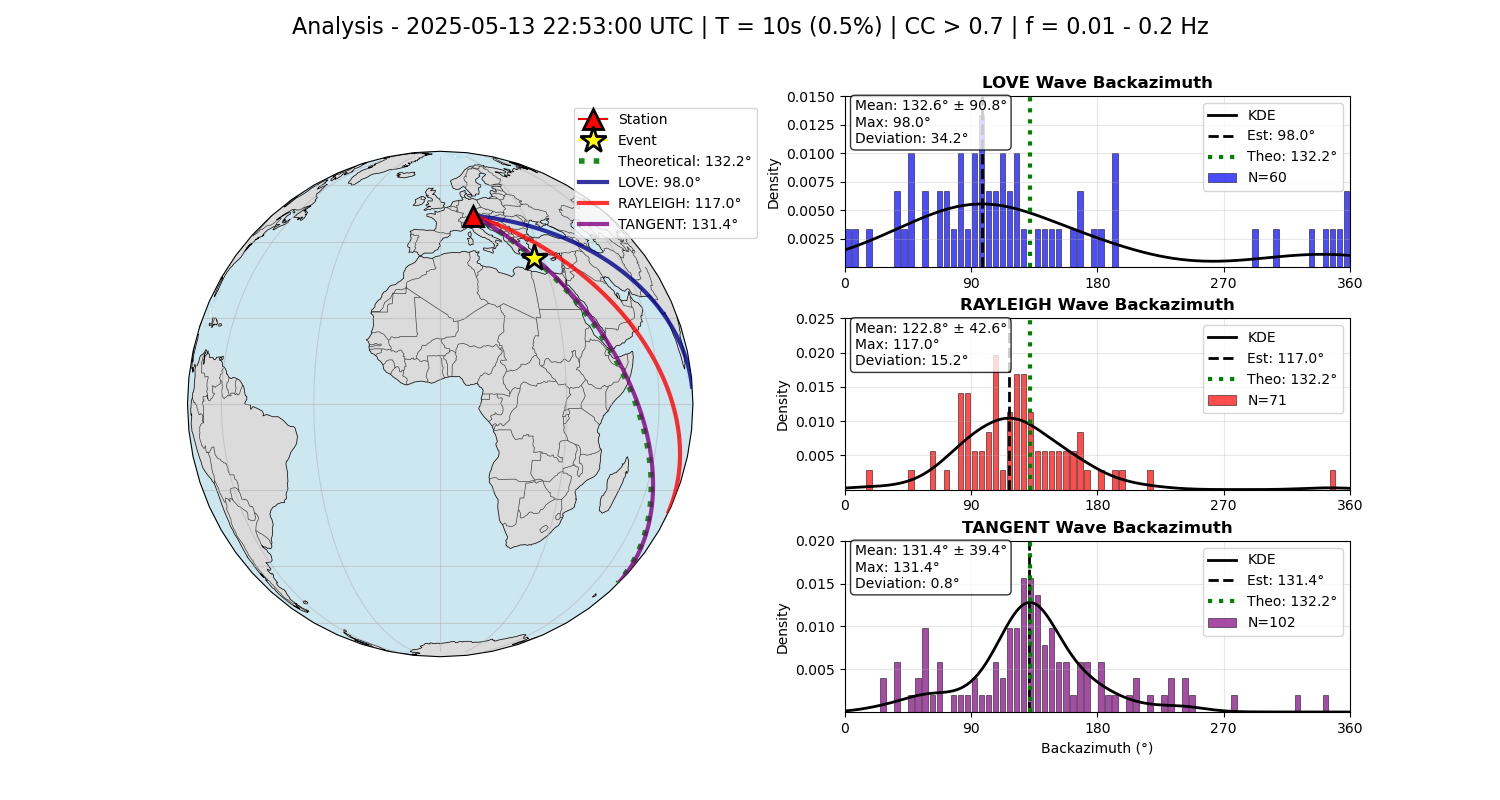 Analysis - 2025-05-13 22:53:00 UTC | T = 10s (0.5%) | CC > 0.7 | f = 0.01 - 0.2 Hz
Station
Event
Theoretical: 132.2°
LOVE: 98.0°
RAYLEIGH: 117.0°
TANGENT: 131.4°
LOVE Wave Backazimuth
Mean: 132.6° ± 90.8°
Max: 98.0°
Deviation: 34.2°
KDE
Est: 98.0°
Theo: 132.2°
N=60
Density
0.0150
0.0125
0.0100
0.0075
0.0050
0.0025
0 90 180 270 360
RAYLEIGH Wave Backazimuth
Mean: 122.8° ± 42.6°
Max: 117.0°
Deviation: 15.2°
KDE
Est: 117.0°
Theo: 132.2°
N=71
Density
0.025
0.020
0.015
0.010
0.005
0 90 180 270 360
TANGENT Wave Backazimuth
Mean: 131.4° ± 39.4°
Max: 131.4°
Deviation: 0.8°
KDE
Est: 131.4°
Theo: 132.2°
N=102
Density
0.020
0.015
0.010
0.005
0 90 180 270 360
Backazimuth (°)